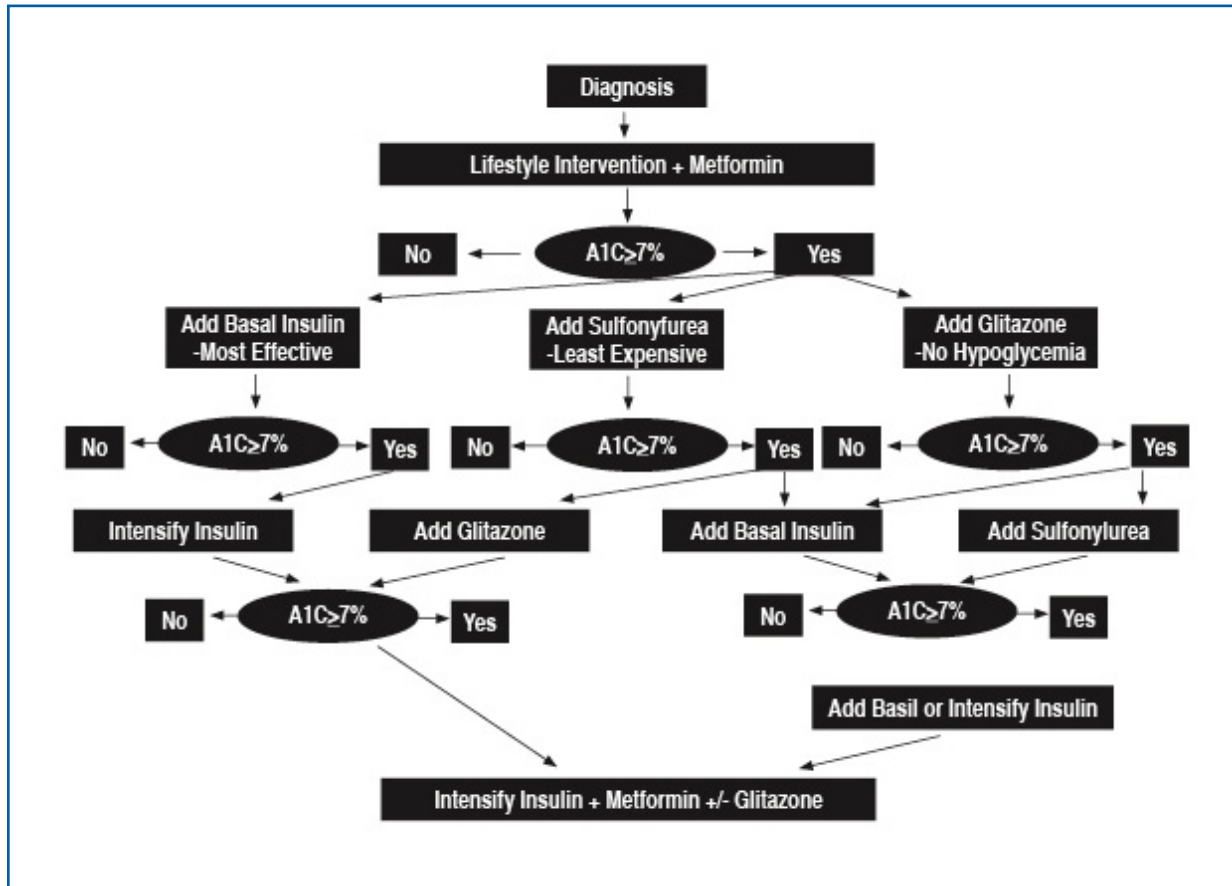 Diagnosis
Lifestyle Intervention + Metformin
No
A1C≥7%
Yes
Add Basal Insulin
-Most Effective
Add Sulfonyfurea
-Least Expensive
Add Glitazone
-No Hypoglycemia
No
A1C≥7%
Yes
No
A1C≥7%
Yes
No
A1C≥7%
Yes
Intensify Insulin
Add Glitazone
Add Basal Insulin
Add Sulfonylurea
No
A1C≥7%
Yes
No
A1C≥7%
Yes
Add Basil or Intensify Insulin
Intensify Insulin + Metformin +/- Glitazone